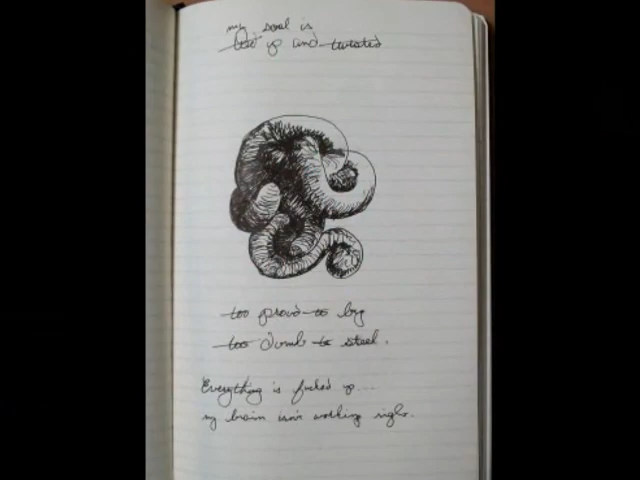 my soul is
tied up and twisted
too proud to beg
too dumb to steel.
Everything is fucked up...
my brain isn't working right.